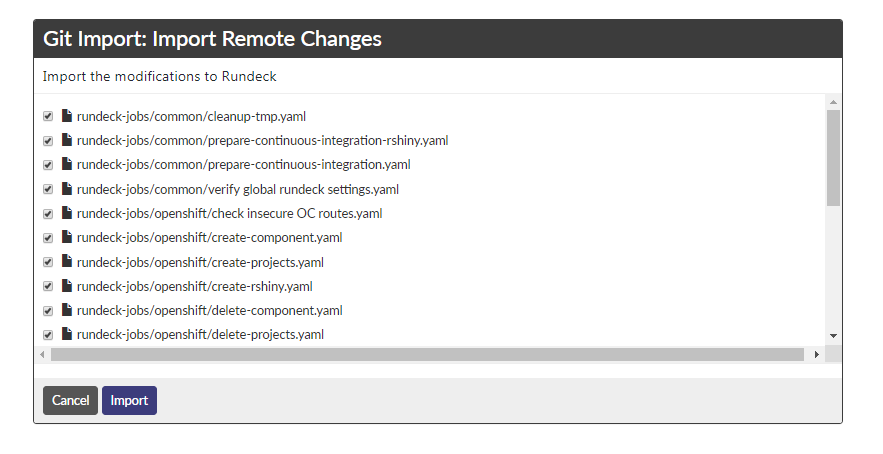 Git Import: Import Remote Changes
Import the modifications to Rundeck
rundeck-jobs/common/cleanup-tmp.yaml
rundeck-jobs/common/prepare-continuous-integration-rshiny.yaml
rundeck-jobs/common/prepare-continuous-integration.yaml
rundeck-jobs/common/verify global rundeck settings.yaml
rundeck-jobs/openshift/check insecure OC routes.yaml
rundeck-jobs/openshift/create-component.yaml
rundeck-jobs/openshift/create-projects.yaml
rundeck-jobs/openshift/create-rshiny.yaml
rundeck-jobs/openshift/delete-component.yaml
rundeck-jobs/openshift/delete-projects.yaml
Cancel Import